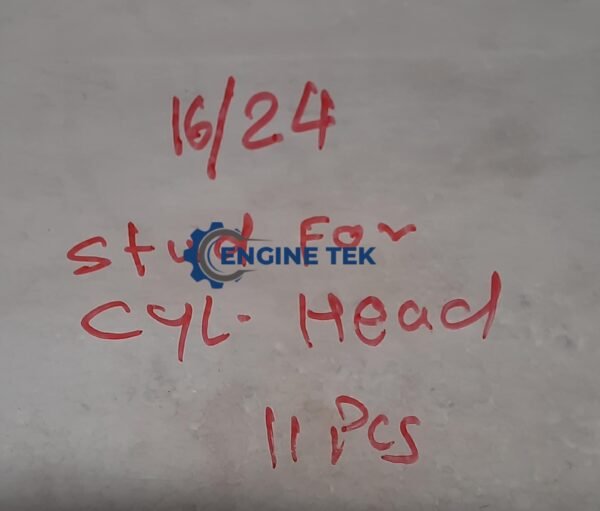 16/24
Stud For
ENGINE TEK
Cyl. Head
11 Pcs